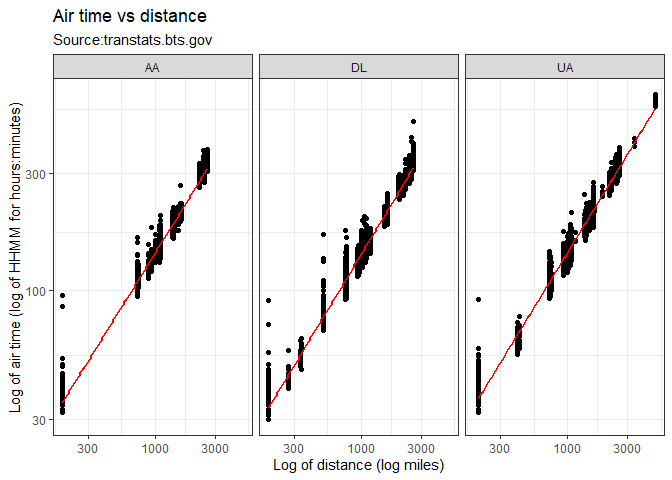 Air time vs distance
Source:transtats.bts.gov
AA DL UA
Log of air time (log of HHMM for hours:minutes)
300
100
30
300 1000 3000 300 1000 3000 300 1000 3000
Log of distance (log miles)